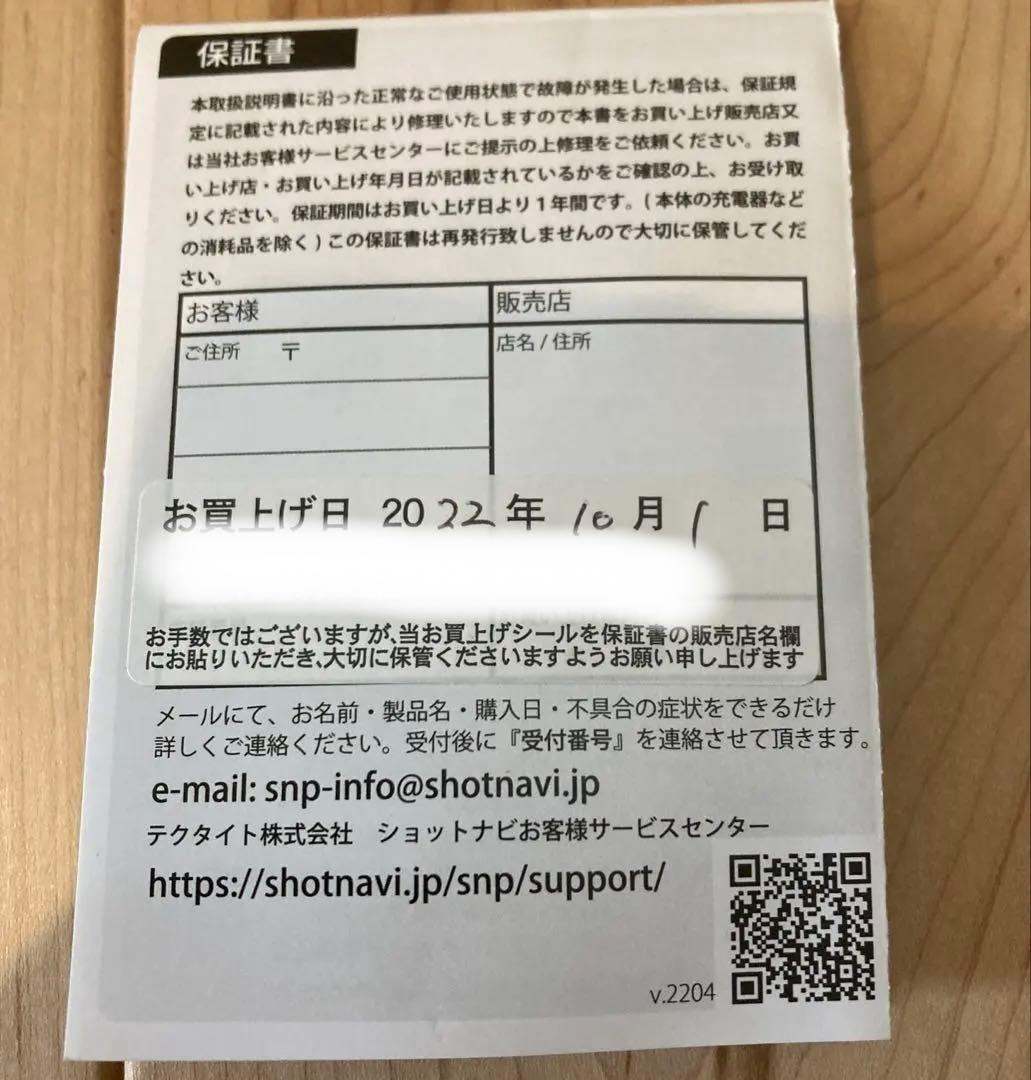 保証書
本取扱説明書に沿った正常なご使用状態で故障が発生した場合は、保証規
定に記載された内容により修理いたしますので本書をお買い上げ販売店又
は当社お客様サービスセンターにご提示の上修理をご依頼ください。お買
い上げ店・お買い上げ年月日が記載されているかをご確認の上、お受け取
りください。保証期間はお買い上げ日より1年間です。(本体の充電器など
の消耗品を除く)この保証書は再発行致しませんので大切に保管してくだ
さい。
お客様
販売店
ご住所 〒
店名/住所
お買上げ日 2022年 10月 1 日
お手数ではございますが、当お買上げシールを保証書の販売店名欄
にお貼りいただき、大切に保管くださいますようお願い申し上げます
メールにて、お名前・製品名・購入日・不具合の症状をできるだけ
詳しくご連絡ください。受付後に『受付番号』を連絡させて頂きます。
e-mail: snp-info@shotnavi.jp
テクタイト株式会社 ショットナビお客様サービスセンター
https://shotnavi.jp/snp/support/
v.2204